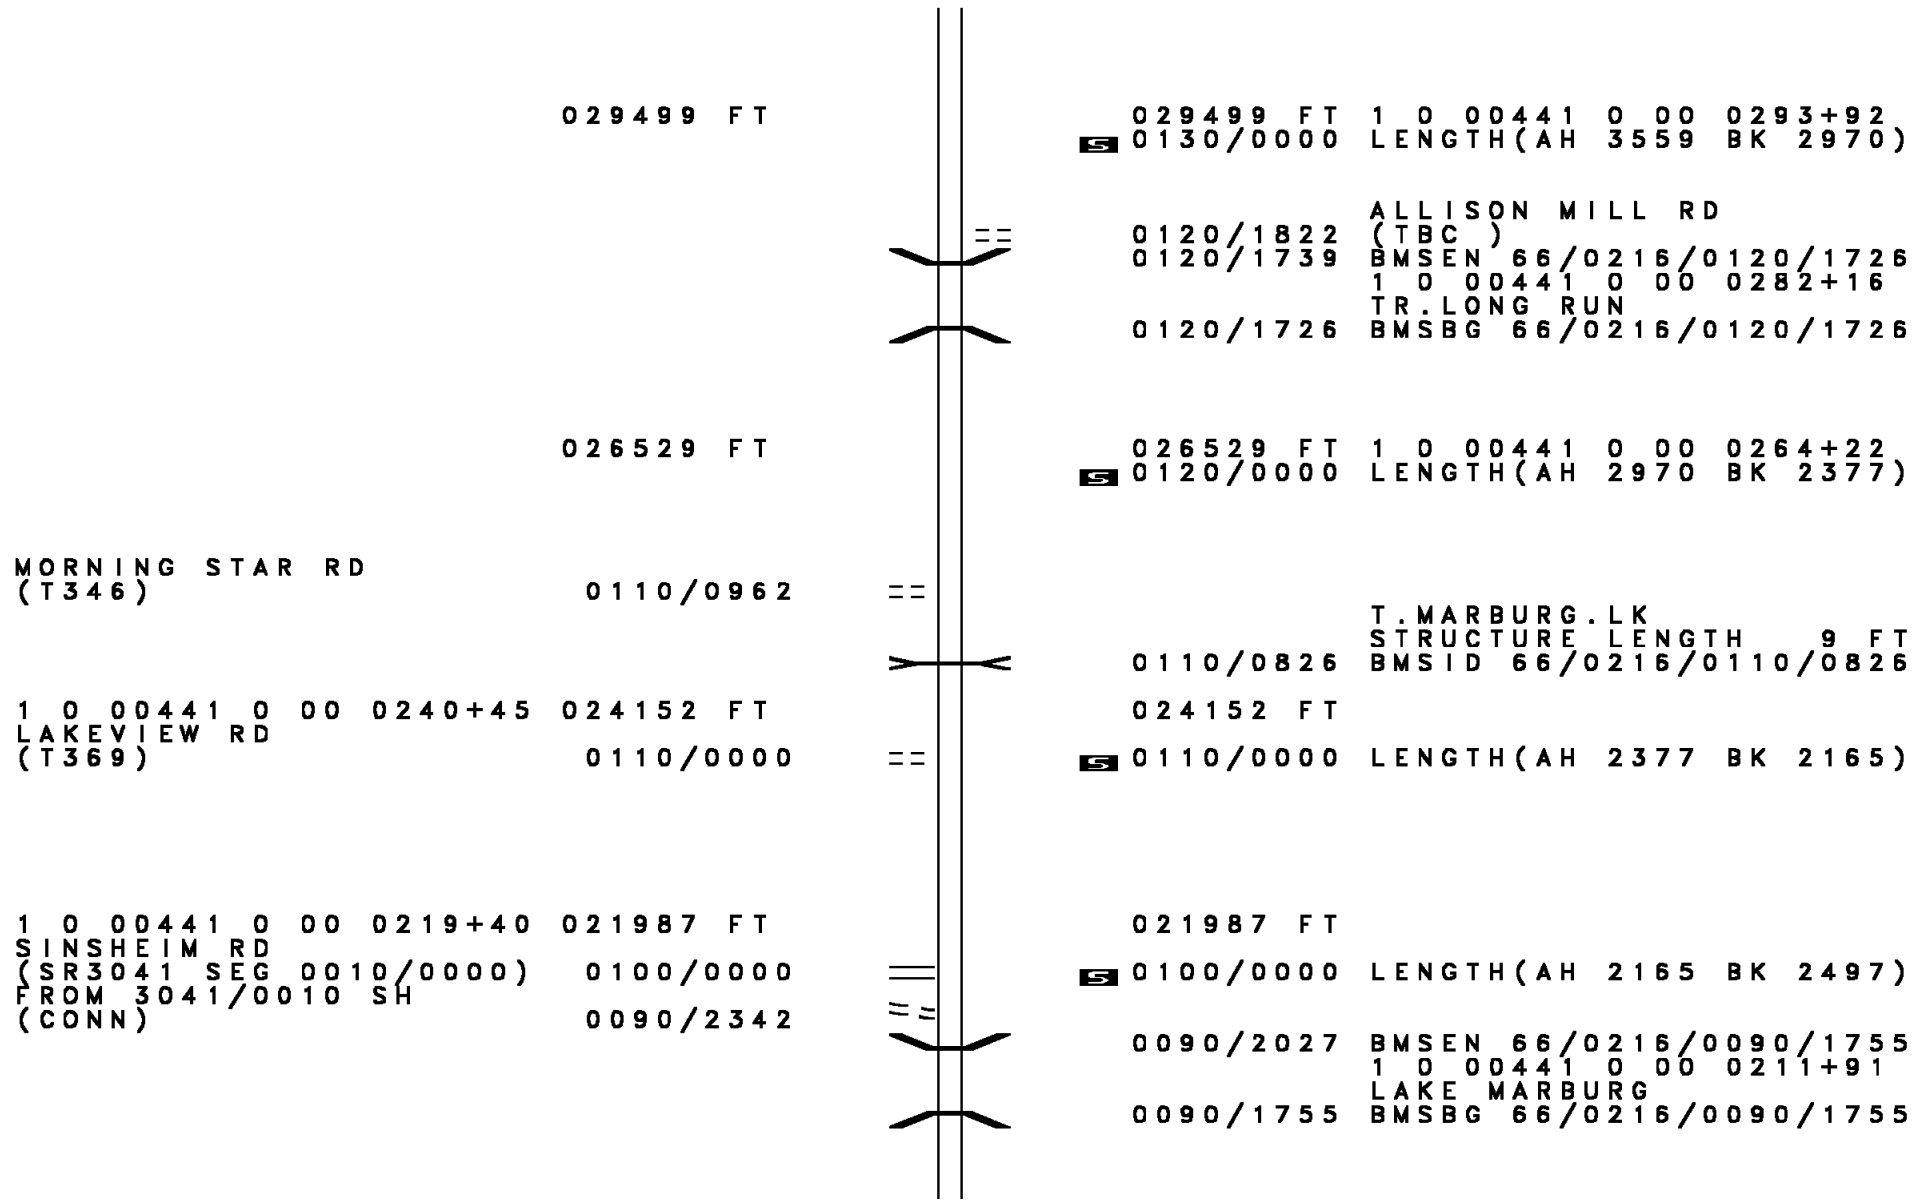 029499 FT 029499 FT 1 0 00441 0 00 0293+92
S 0130/0000 LENGTH(AH 3559 BK 2970)
ALLISON MILL RD
0120/1822 (TBC )
0120/1739 BMSEN 66/0216/0120/1726
1 0 00441 0 00 0282+16
TR.LONG RUN
0120/1726 BMSBG 66/0216/0120/1726
026529 FT 026529 FT 1 0 00441 0 00 0264+22
S 0120/0000 LENGTH(AH 2970 BK 2377)
MORNING STAR RD
(T346) 0110/0962
T.MARBURG.LK
STRUCTURE LENGTH 9 FT
0110/0826 BMSID 66/0216/0110/0826
1 0 00441 0 00 0240+45 024152 FT 024152 FT
LAKEVIEW RD
(T369) 0110/0000 S 0110/0000 LENGTH(AH 2377 BK 2165)
1 0 00441 0 00 0219+40 021987 FT 021987 FT
SINSHEIM RD
(SR3041 SEG 0010/0000) 0100/0000 S 0100/0000 LENGTH(AH 2165 BK 2497)
FROM 3041/0010 SH
(CONN) 0090/2342
0090/2027 BMSEN 66/0216/0090/1755
1 0 00441 0 00 0211+91
LAKE MARBURG
0090/1755 BMSBG 66/0216/0090/1755